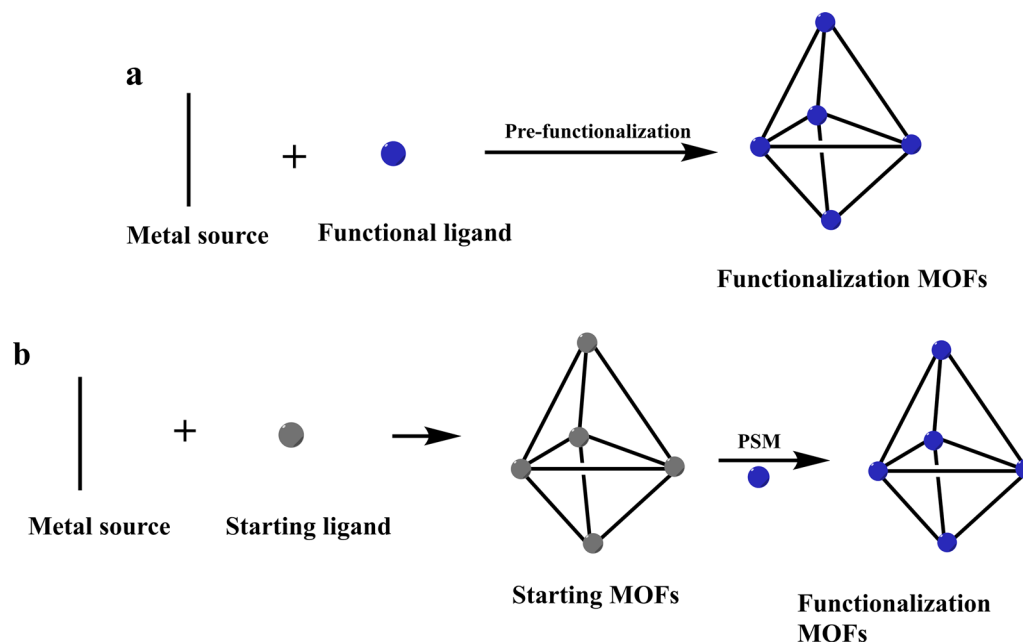 a
Pre-functionalization
+
Metal source
Functional ligand
Functionalization MOFs
b
+
PSM
Metal source
Starting ligand
Starting MOFs
Functionalization
MOFs